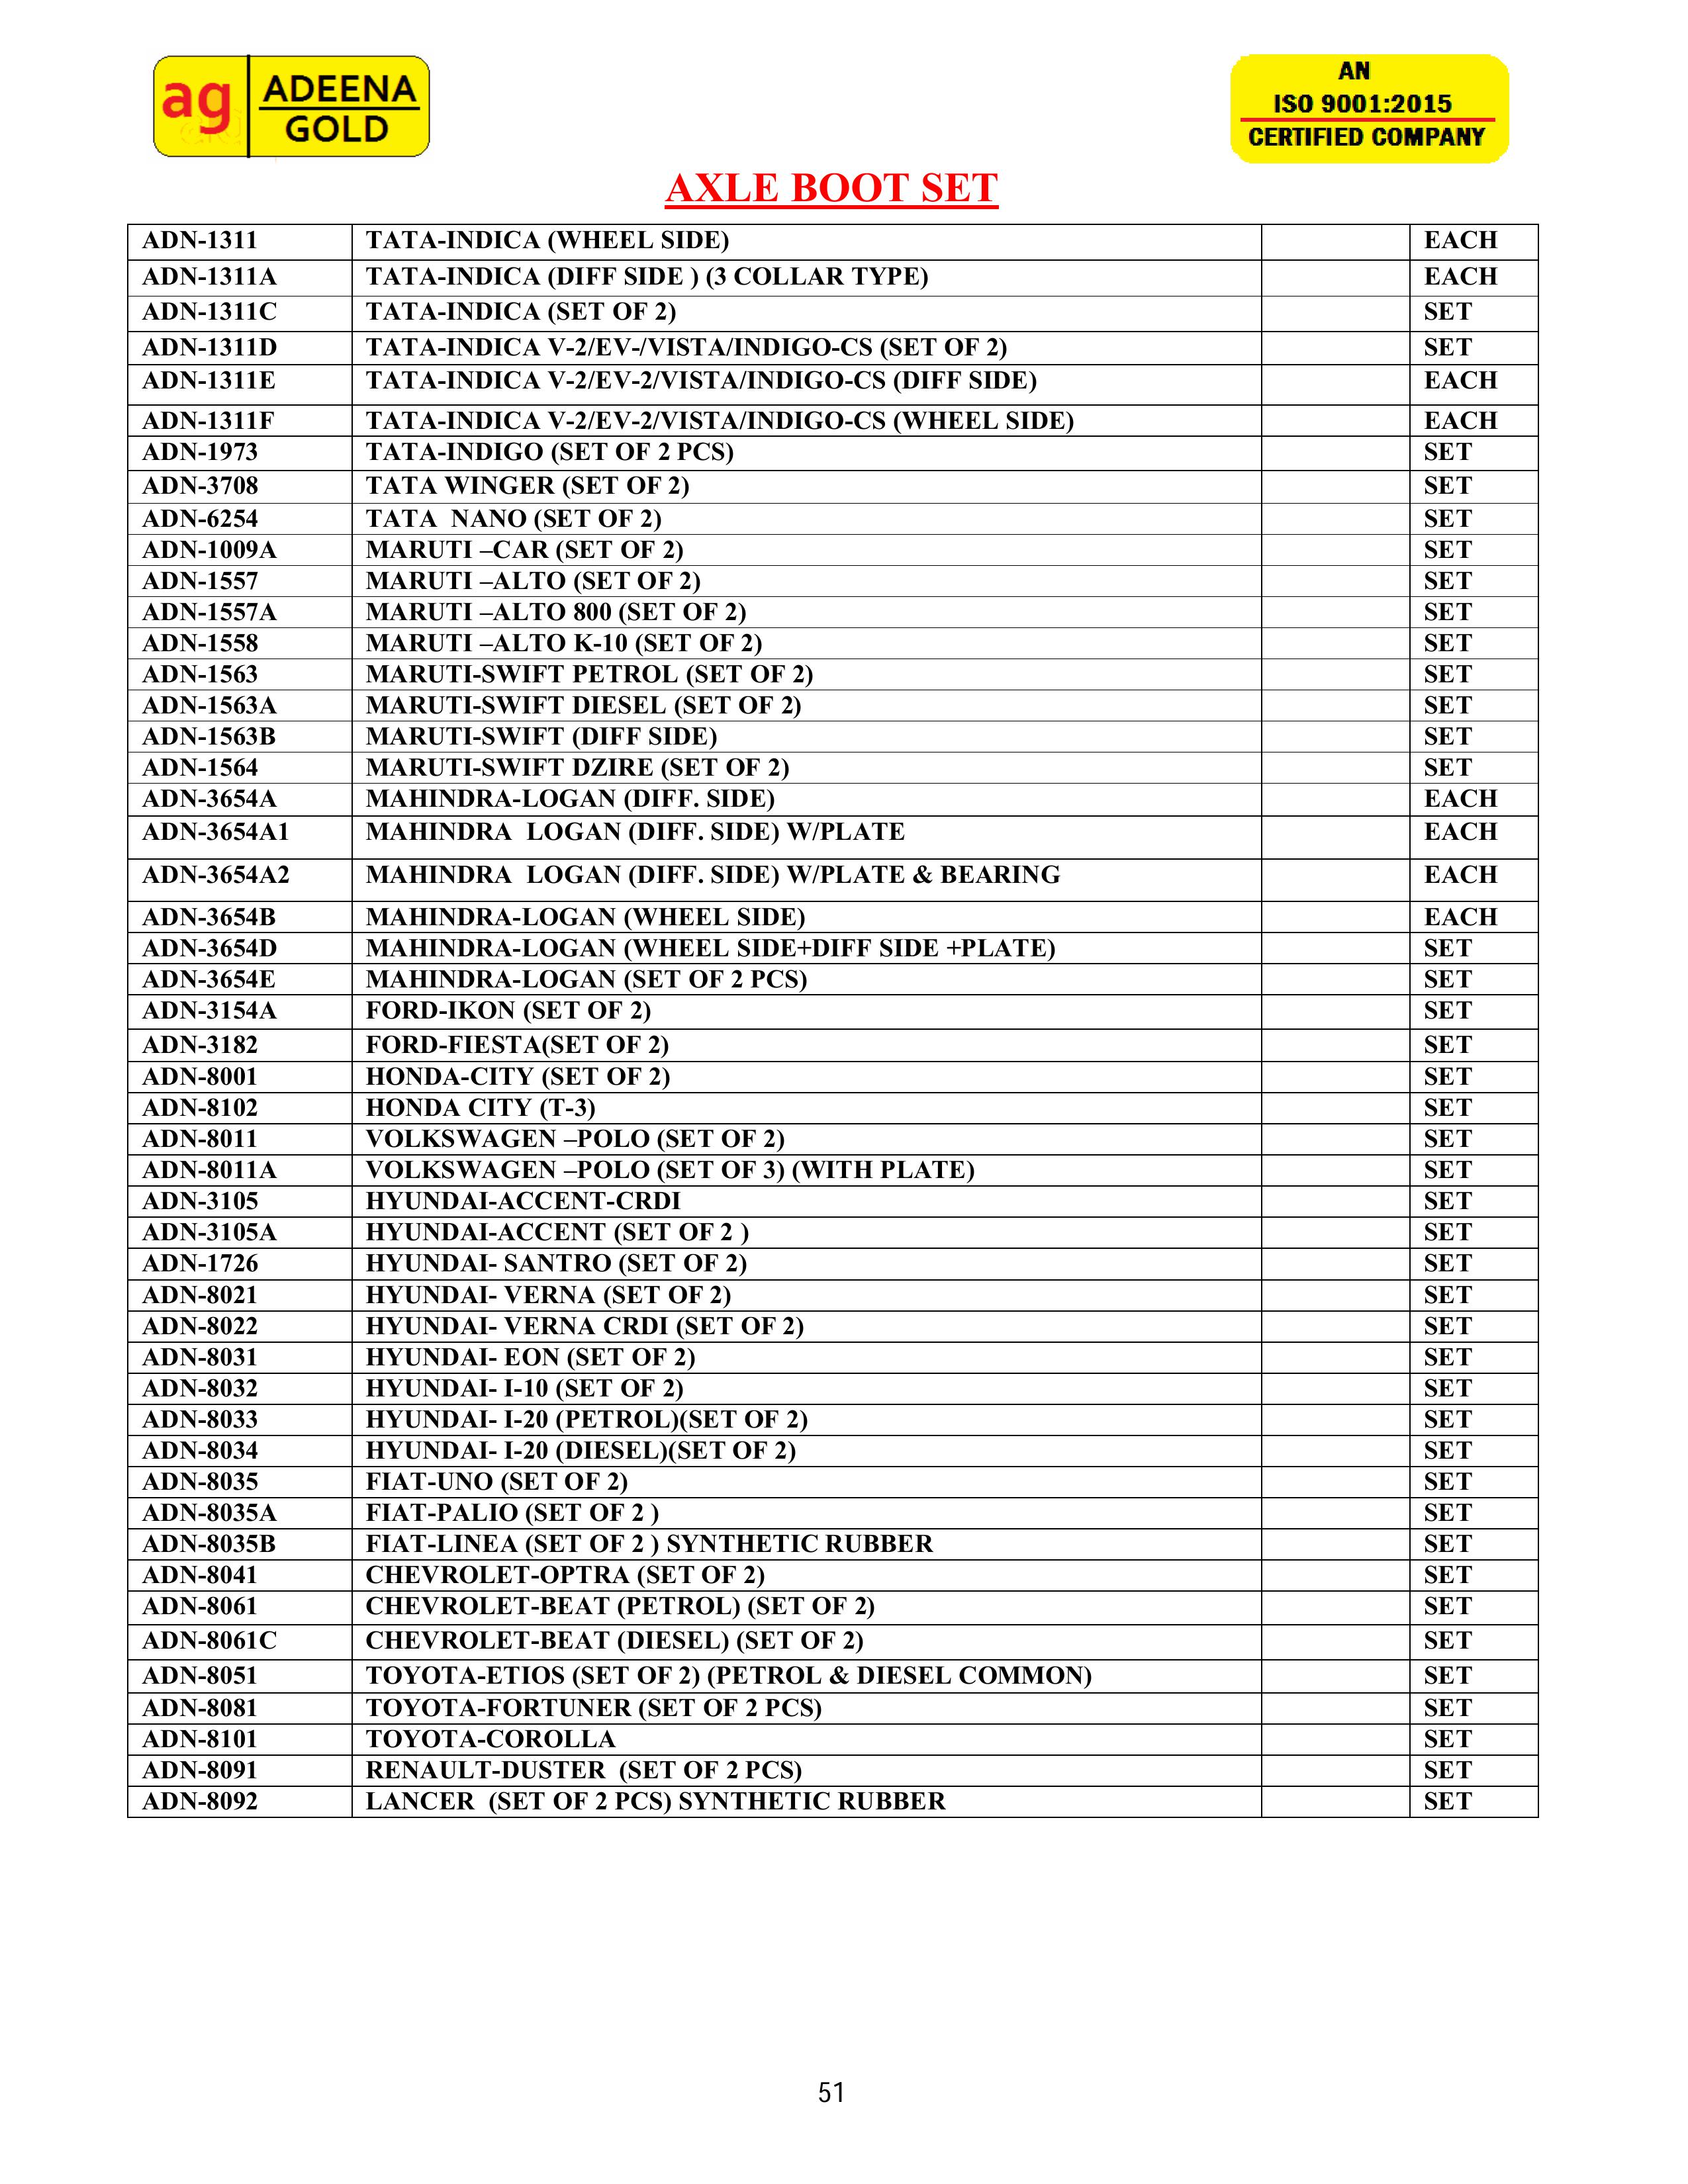 ag ADEENA GOLD
AN
ISO 9001:2015
CERTIFIED COMPANY
AXLE BOOT SET
ADN-1311 TATA-INDICA (WHEEL SIDE) EACH
ADN-1311A TATA-INDICA (DIFF SIDE ) (3 COLLAR TYPE) EACH
ADN-1311C TATA-INDICA (SET OF 2) SET
ADN-1311D TATA-INDICA V-2/EV-/VISTA/INDIGO-CS (SET OF 2) SET
ADN-1311E TATA-INDICA V-2/EV-2/VISTA/INDIGO-CS (DIFF SIDE) EACH
ADN-1311F TATA-INDICA V-2/EV-2/VISTA/INDIGO-CS (WHEEL SIDE) EACH
ADN-1973 TATA-INDIGO (SET OF 2 PCS) SET
ADN-3708 TATA WINGER (SET OF 2) SET
ADN-6254 TATA  NANO (SET OF 2) SET
ADN-1009A MARUTI –CAR (SET OF 2) SET
ADN-1557 MARUTI –ALTO (SET OF 2) SET
ADN-1557A MARUTI –ALTO 800 (SET OF 2) SET
ADN-1558 MARUTI –ALTO K-10 (SET OF 2) SET
ADN-1563 MARUTI-SWIFT PETROL (SET OF 2) SET
ADN-1563A MARUTI-SWIFT DIESEL (SET OF 2) SET
ADN-1563B MARUTI-SWIFT (DIFF SIDE) SET
ADN-1564 MARUTI-SWIFT DZIRE (SET OF 2) SET
ADN-3654A MAHINDRA-LOGAN (DIFF. SIDE) EACH
ADN-3654A1 MAHINDRA  LOGAN (DIFF. SIDE) W/PLATE EACH
ADN-3654A2 MAHINDRA  LOGAN (DIFF. SIDE) W/PLATE & BEARING EACH
ADN-3654B MAHINDRA-LOGAN (WHEEL SIDE) EACH
ADN-3654D MAHINDRA-LOGAN (WHEEL SIDE+DIFF SIDE +PLATE) SET
ADN-3654E MAHINDRA-LOGAN (SET OF 2 PCS) SET
ADN-3154A FORD-IKON (SET OF 2) SET
ADN-3182 FORD-FIESTA(SET OF 2) SET
ADN-8001 HONDA-CITY (SET OF 2) SET
ADN-8102 HONDA CITY (T-3) SET
ADN-8011 VOLKSWAGEN –POLO (SET OF 2) SET
ADN-8011A VOLKSWAGEN –POLO (SET OF 3) (WITH PLATE) SET
ADN-3105 HYUNDAI-ACCENT-CRDI SET
ADN-3105A HYUNDAI-ACCENT (SET OF 2 ) SET
ADN-1726 HYUNDAI- SANTRO (SET OF 2) SET
ADN-8021 HYUNDAI- VERNA (SET OF 2) SET
ADN-8022 HYUNDAI- VERNA CRDI (SET OF 2) SET
ADN-8031 HYUNDAI- EON (SET OF 2) SET
ADN-8032 HYUNDAI- I-10 (SET OF 2) SET
ADN-8033 HYUNDAI- I-20 (PETROL)(SET OF 2) SET
ADN-8034 HYUNDAI- I-20 (DIESEL)(SET OF 2) SET
ADN-8035 FIAT-UNO (SET OF 2) SET
ADN-8035A FIAT-PALIO (SET OF 2 ) SET
ADN-8035B FIAT-LINEA (SET OF 2 ) SYNTHETIC RUBBER SET
ADN-8041 CHEVROLET-OPTRA (SET OF 2) SET
ADN-8061 CHEVROLET-BEAT (PETROL) (SET OF 2) SET
ADN-8061C CHEVROLET-BEAT (DIESEL) (SET OF 2) SET
ADN-8051 TOYOTA-ETIOS (SET OF 2) (PETROL & DIESEL COMMON) SET
ADN-8081 TOYOTA-FORTUNER (SET OF 2 PCS) SET
ADN-8101 TOYOTA-COROLLA SET
ADN-8091 RENAULT-DUSTER  (SET OF 2 PCS) SET
ADN-8092 LANCER  (SET OF 2 PCS) SYNTHETIC RUBBER SET
51